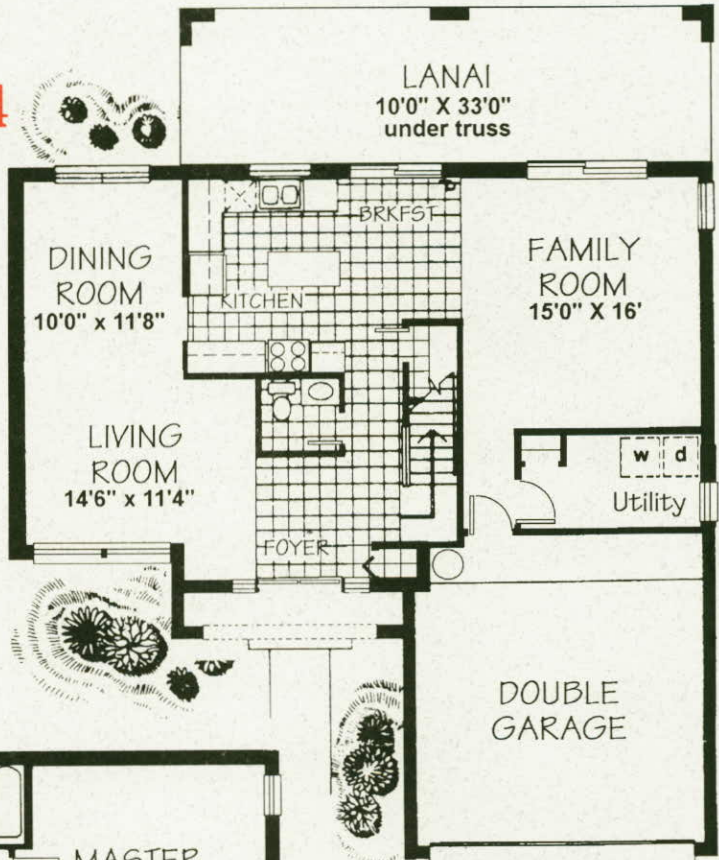 LANAI
10'0" X 33'0"
under truss
BRKFST
DINING
ROOM
10'0" x 11'8"
KITCHEN
FAMILY
ROOM
15'0" X 16'
LIVING
ROOM
14'6" x 11'4"
w d
Utility
FOYER
DOUBLE
GARAGE
MASTER